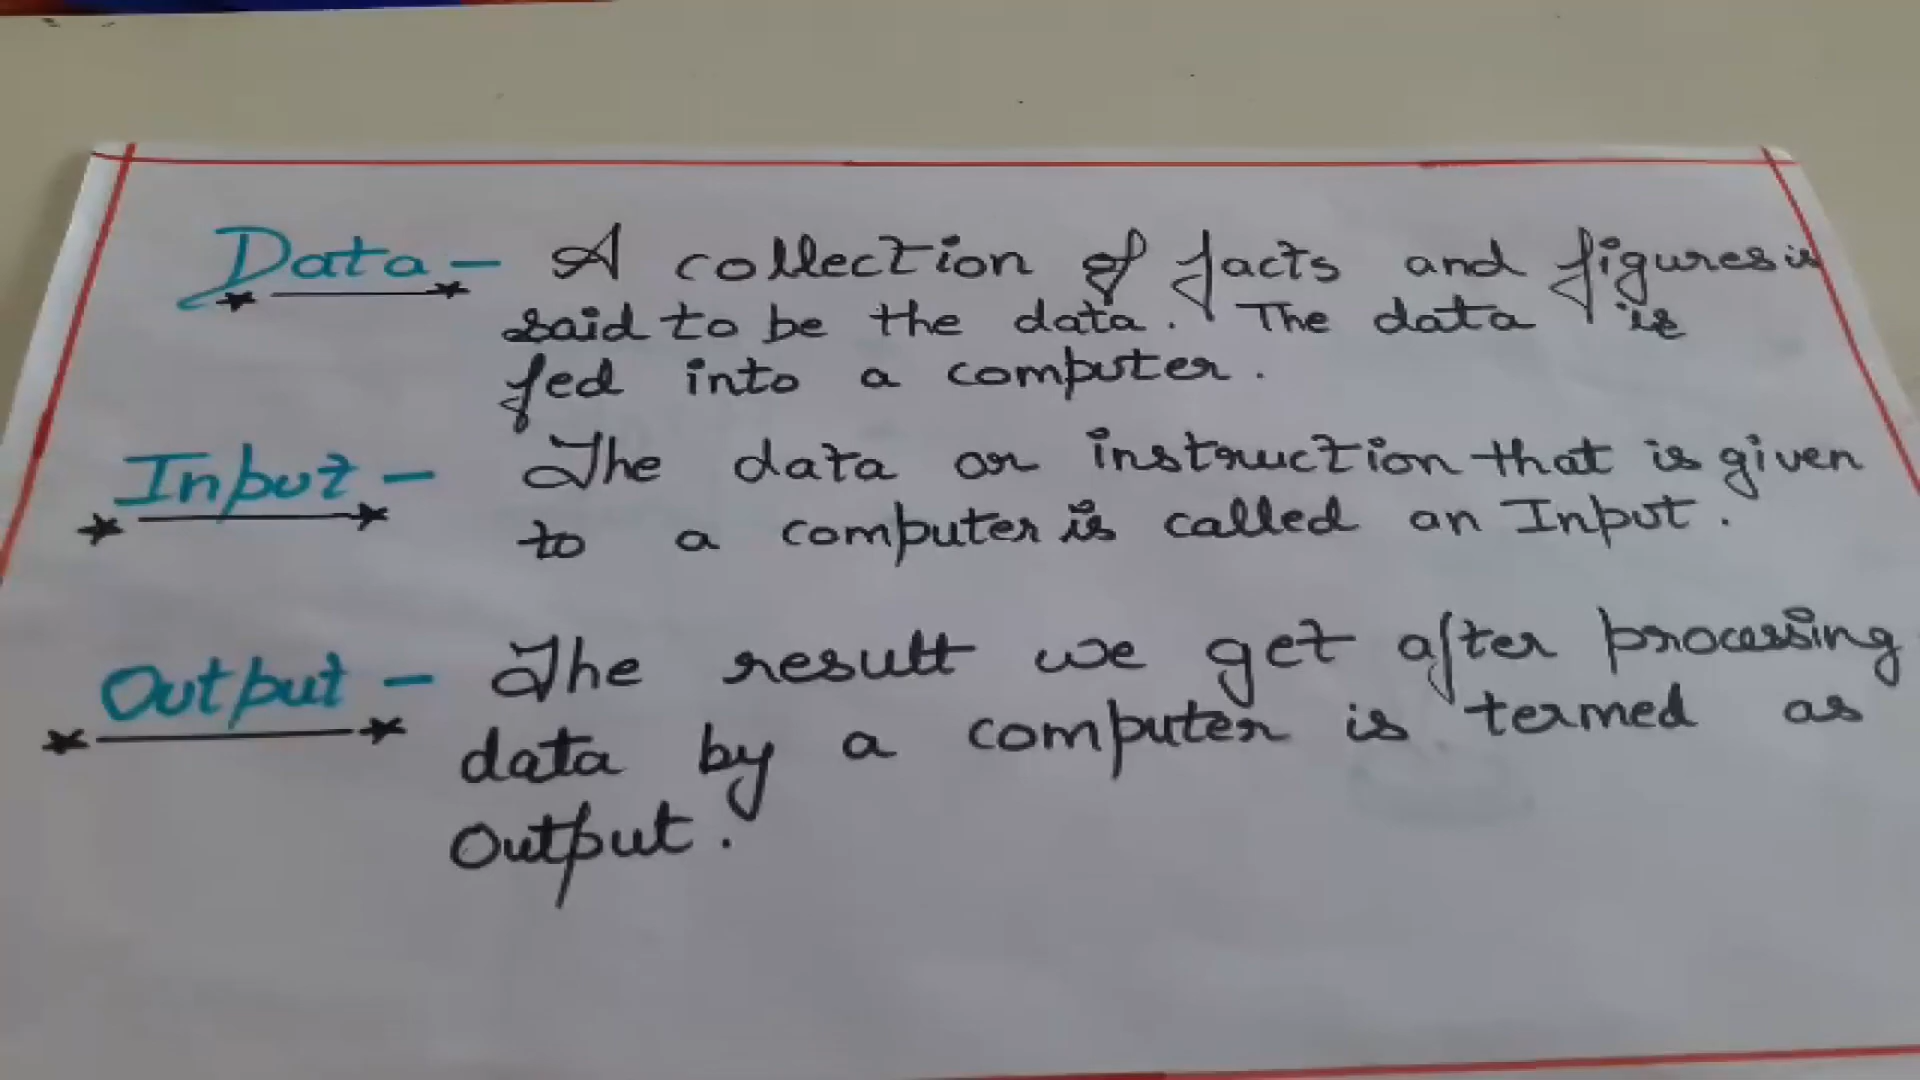 Data - A collection of facts and figures is
said to be the data. The data is
fed into a computer.
Input - The data or instruction that is given
to a computer is called an Input.
Output - The result we get after processing
data by a computer is termed as
Output.